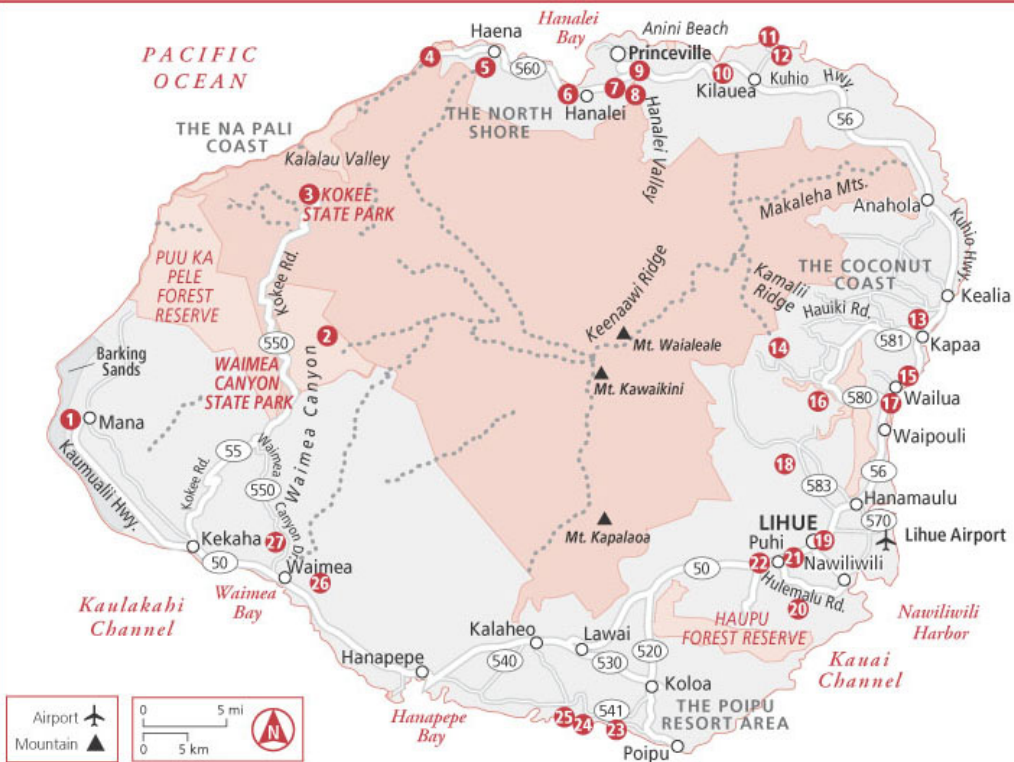 Hanalei
Bay
Anini Beach
PACIFIC
OCEAN
Haena
Princeville
11
12
4
5
560
9
10
Kuhio
Hwy.
Kilauea
6
Hanalei
7
8
THE NORTH
SHORE
56
THE NA PALI
COAST
Hanalei Valley
Kalalau Valley
Makaleha Mts.
3
KOKEE
STATE PARK
Anahola
Kuhio Hwy.
PUU KA
PELE
FOREST
RESERVE
Kokee Rd.
THE COCONUT
COAST
Kamalii
Ridge
Keenaawi Ridge
Kealia
Hauiki Rd.
13
550
2
Mt. Waialeale
14
581
Kapaa
Barking
Sands
WAIMEA
CANYON
STATE PARK
Mt. Kawaikini
15
16
580
17
Wailua
1
Mana
Waimea Canyon
Waipouli
55
Waimea
Canyon Dr.
Kokee Rd.
550
18
56
583
Kaumualii Hwy.
Hanamaulu
570
Mt. Kapalaoa
LIHUE
19
Lihue Airport
Kekaha
27
Puhi
21
22
Nawiliwili
50
Waimea
26
50
Hulemalu Rd.
20
Waimea
Bay
Kaulakahi
Channel
HAUPU
FOREST RESERVE
Nawiliwili
Harbor
Kalaheo
Lawai
520
540
530
Kauai
Channel
Hanapepe
Koloa
THE POIPU
RESORT AREA
Hanapepe
Bay
25
24
541
23
Poipu
Airport
Mountain
0
5 mi
0
5 km
N